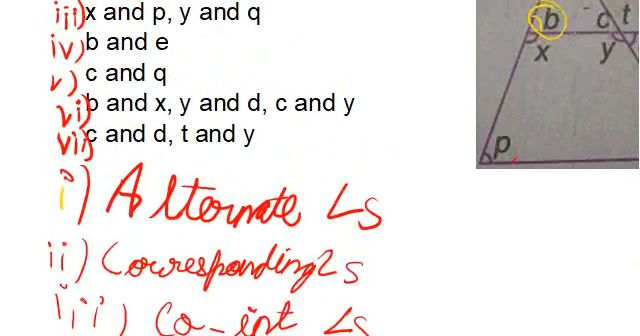 iii) x and p, y and q
iv) b and e
v) c and q
vi) b and x, y and d, c and y
vii) c and d, t and y
b c t
x y
p
i) Alternate ∠s
ii) Corresponding ∠s
iii) Co-int ∠s